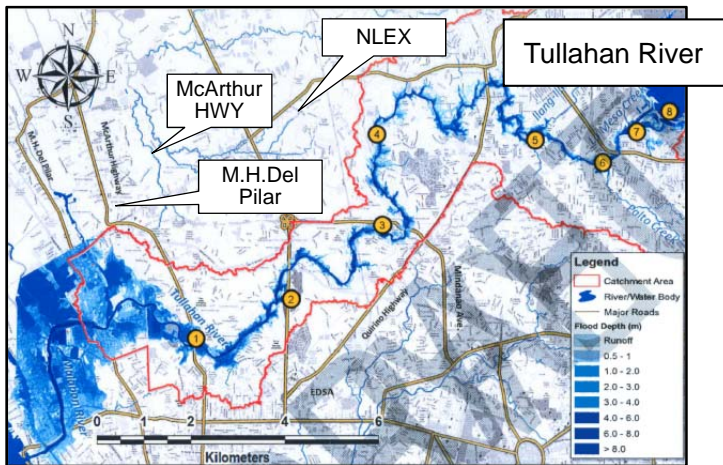 Tullahan River
NLEX
McArthur
HWY
M.H.Del
Pilar
N
W
E
S
M.H.Del Pilar
McArthur Highway
4
5
6
7
8
3
2
1
Tullahan River
Quirino Highway
Mindanao Ave
EDSA
Legend
Catchment Area
River/Water Body
Major Roads
Flood Depth (m)
Runoff
0.5 - 1
1.0 - 2.0
2.0 - 3.0
3.0 - 4.0
4.0 - 6.0
6.0 - 8.0
> 8.0
0 1 2 4 6
Kilometers